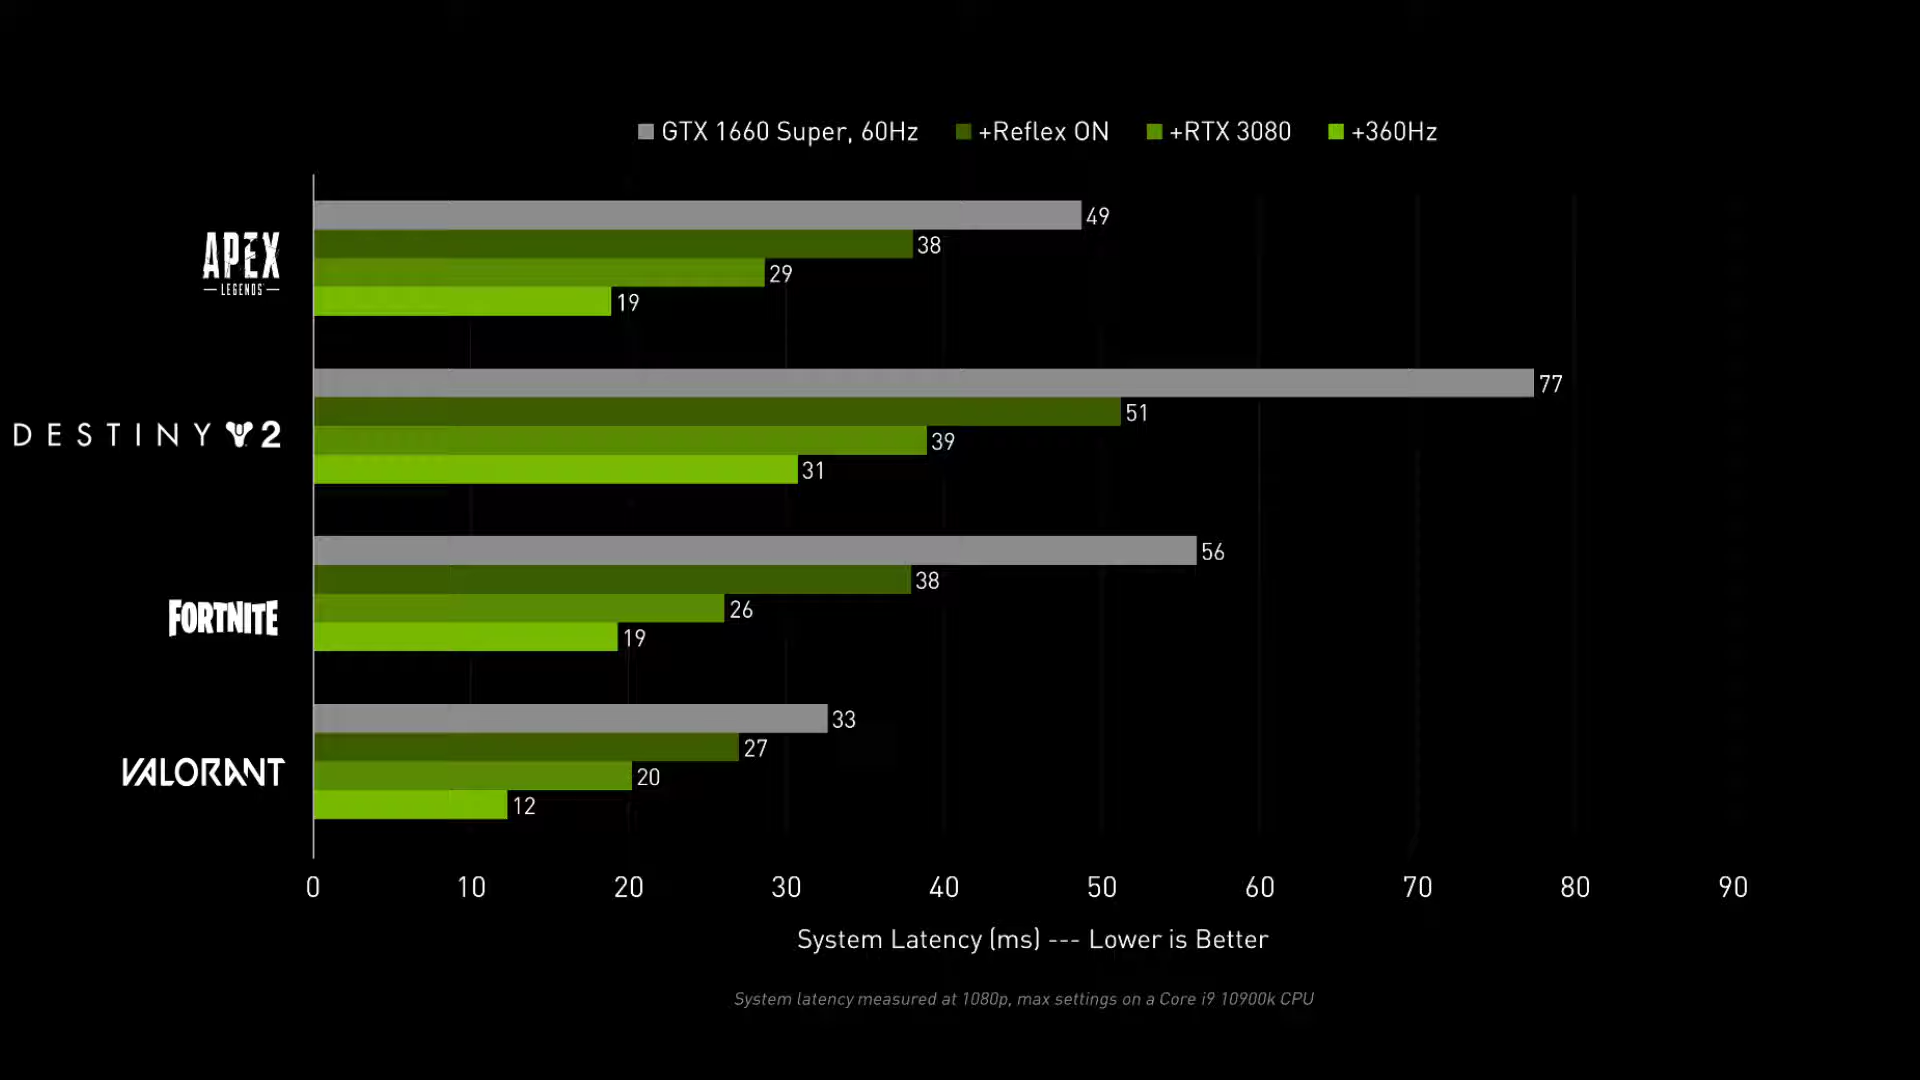 GTX 1660 Super, 60Hz +Reflex ON +RTX 3080 +360Hz
APEX
LEGENDS
49
38
29
19
DESTINY 2
77
51
39
31
FORTNITE
56
38
26
19
VALORANT
33
27
20
12
0 10 20 30 40 50 60 70 80 90
System Latency (ms) --- Lower is Better
System latency measured at 1080p, max settings on a Core i9 10900k CPU